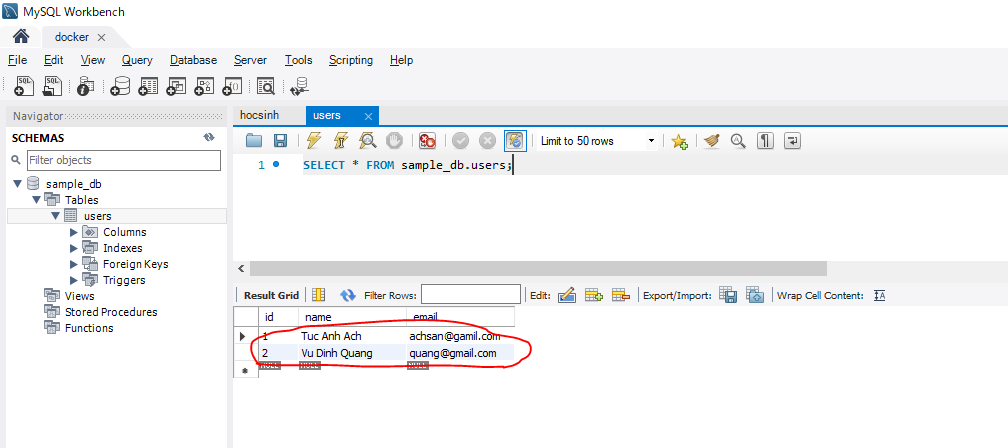 MySQL Workbench
docker
File Edit View Query Database Server Tools Scripting Help
Navigator
SCHEMAS
Filter objects
sample_db
Tables
users
Columns
Indexes
Foreign Keys
Triggers
Views
Stored Procedures
Functions
hocsinh users
Limit to 50 rows
1 SELECT * FROM sample_db.users;
Result Grid Filter Rows: Edit: Export/Import: Wrap Cell Content:
id name email
1 Tuc Anh Ach achsan@gamil.com
2 Vu Dinh Quang quang@gmail.com
NULL NULL NULL